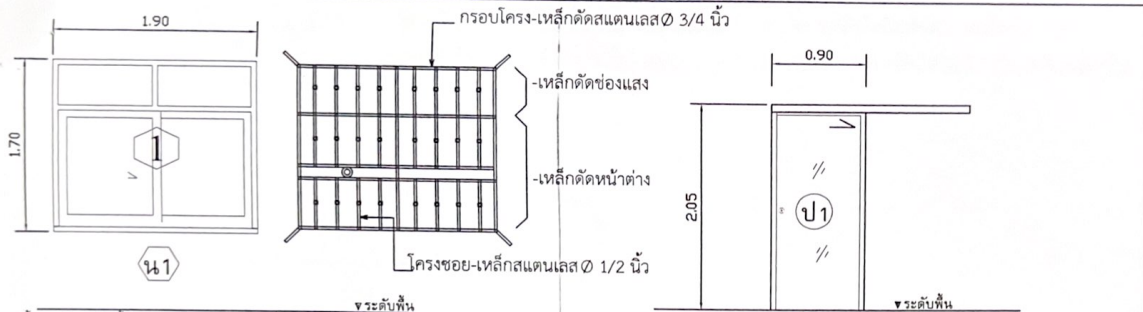 1.90
กรอบโครง-เหล็กดัดสแตนเลสØ 3/4 นิ้ว
0.90
-เหล็กดัดช่องแสง
1.70
1
-เหล็กดัดหน้าต่าง
2.05
ป1
น1
โครงซอย-เหล็กสแตนเลสØ 1/2 นิ้ว
ระดับพื้น
ระดับพื้น